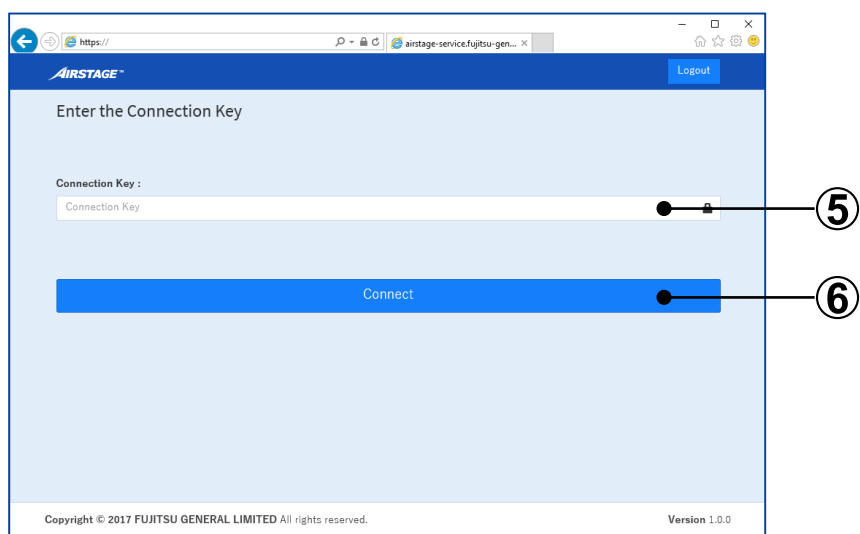 https://
airstage-service.fujitsu-gen...
AIRSTAGE™
Logout
Enter the Connection Key
Connection Key :
Connection Key
⑤
Connect
⑥
Copyright © 2017 FUJITSU GENERAL LIMITED All rights reserved.
Version 1.0.0